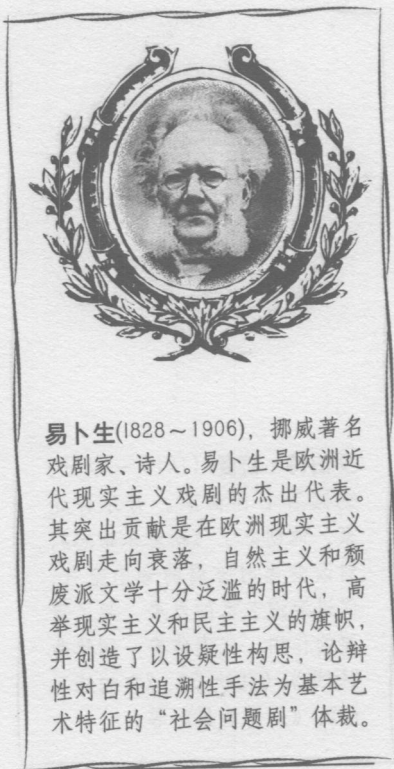 易卜生(1828～1906)，挪威著名
戏剧家、诗人。易卜生是欧洲近
代现实主义戏剧的杰出代表。
其突出贡献是在欧洲现实主义
戏剧走向衰落，自然主义和颓
废派文学十分泛滥的时代，高
举现实主义和民主主义的旗帜，
并创造了以设疑性构思，论辩
性对白和追溯性手法为基本艺
术特征的“社会问题剧”体裁。